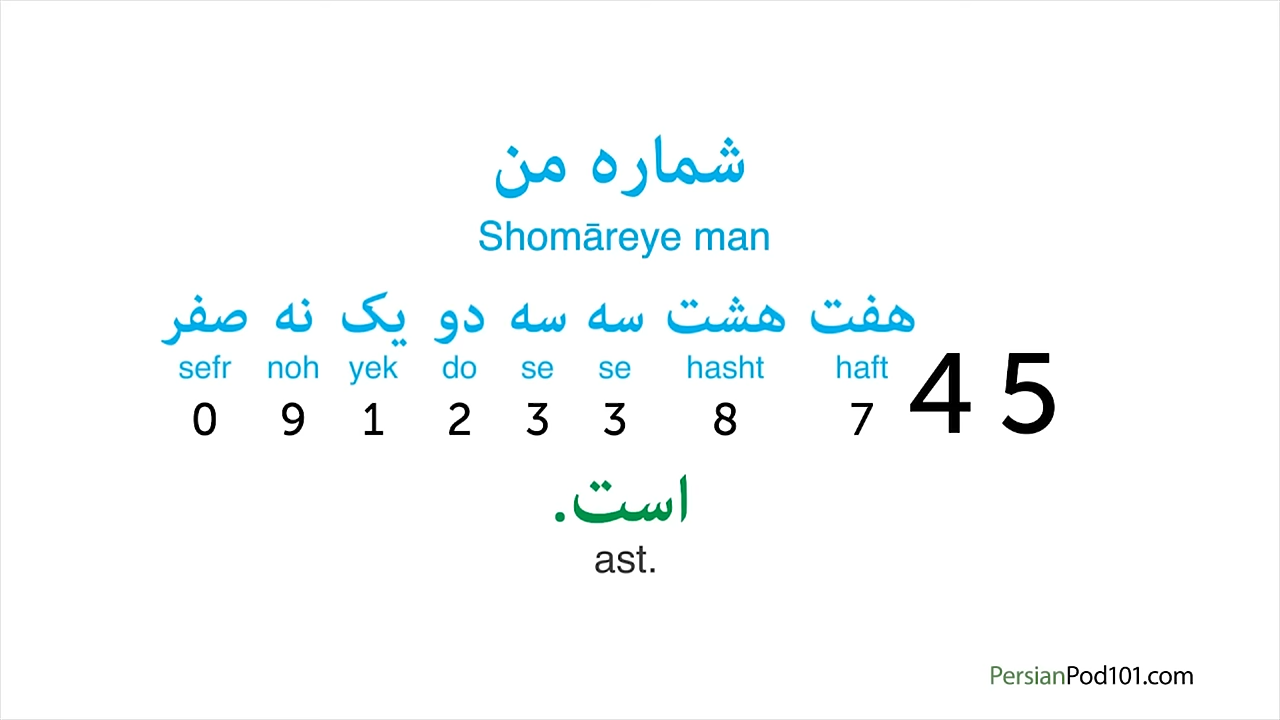 شماره من
Shomāreye man
هفت هشت سه سه دو یک نه صفر
sefr noh yek do se se hasht haft
0 9 1 2 3 3 8 7 4 5
است.
ast.
PersianPod101.com